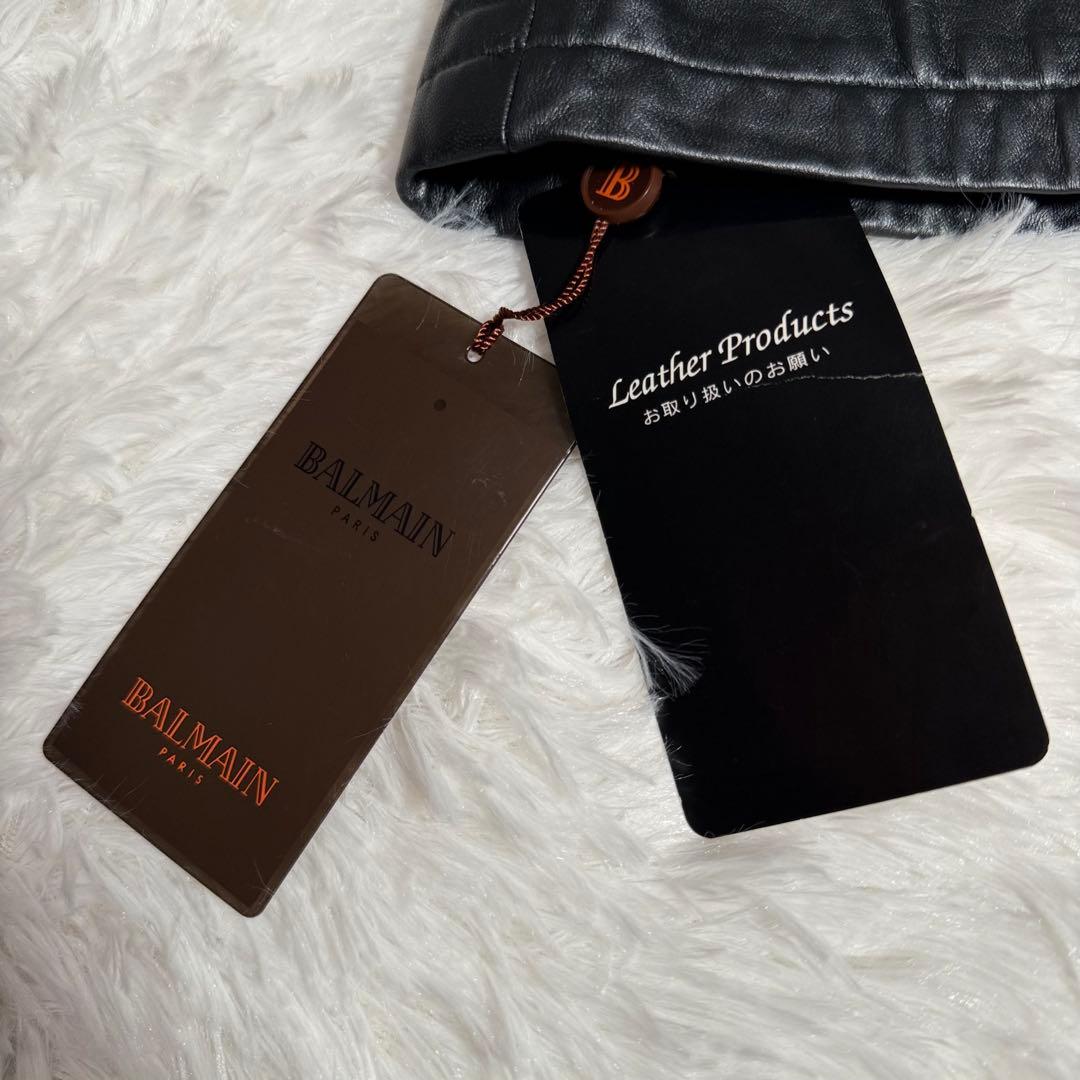 B
Leather Products
お取り扱いのお願い
BALMAIN
PARIS
BALMAIN
PARIS